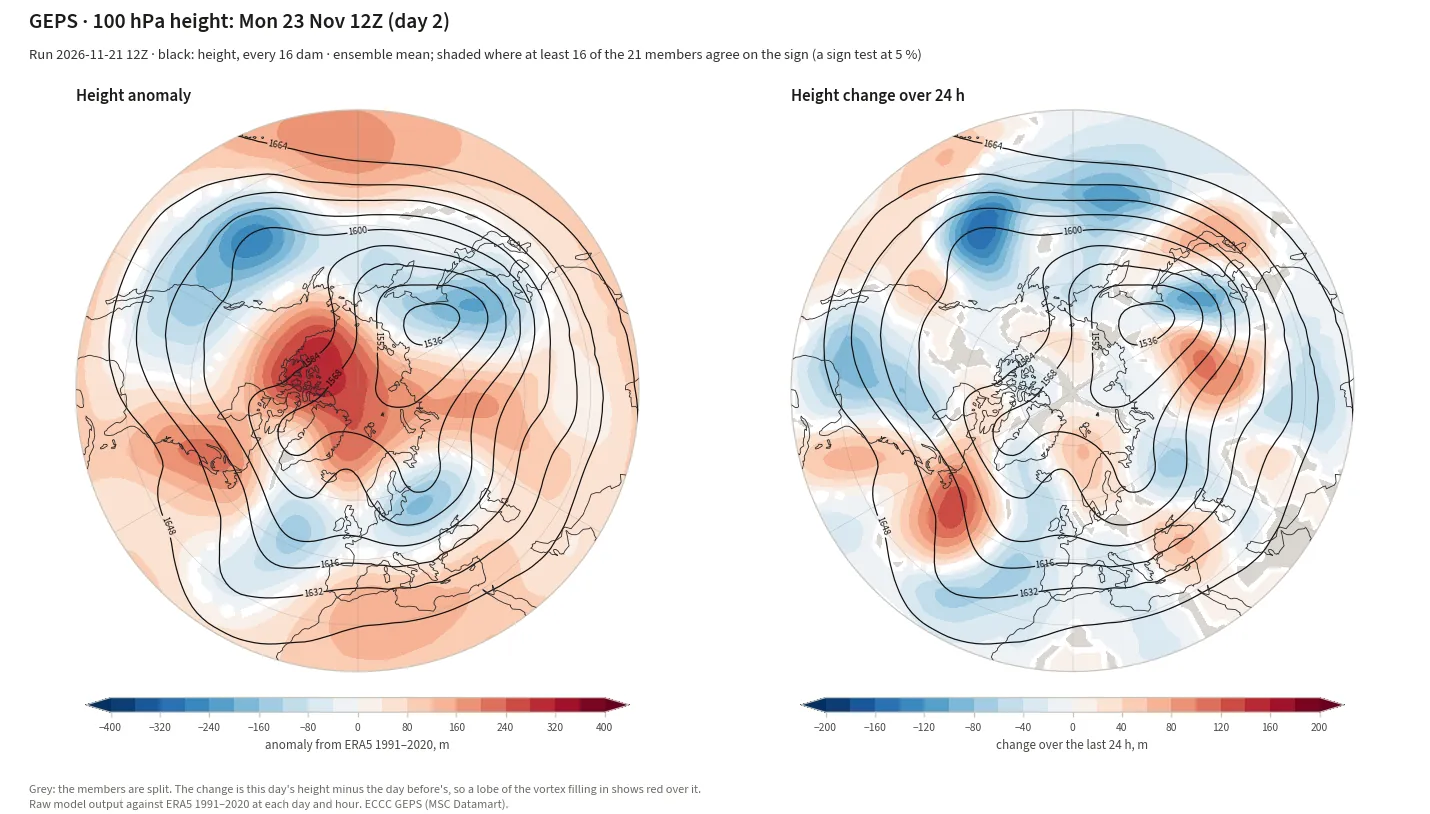 GEPS · 100 hPa height: Mon 23 Nov 12Z (day 2)
Run 2026-11-21 12Z · black: height, every 16 dam · ensemble mean; shaded where at least 16 of the 21 members agree on the sign (a sign test at 5 %)
Height anomaly
Height change over 24 h
1664
1600
1536
1552
1584
1568
1648
1616
1632
1664
1600
1536
1552
1584
1568
1648
1616
1632
−400 −320 −240 −160 −80 0 80 160 240 320 400
anomaly from ERA5 1991–2020, m
−200 −160 −120 −80 −40 0 40 80 120 160 200
change over the last 24 h, m
Grey: the members are split. The change is this day's height minus the day before's, so a lobe of the vortex filling in shows red over it.
Raw model output against ERA5 1991–2020 at each day and hour. ECCC GEPS (MSC Datamart).